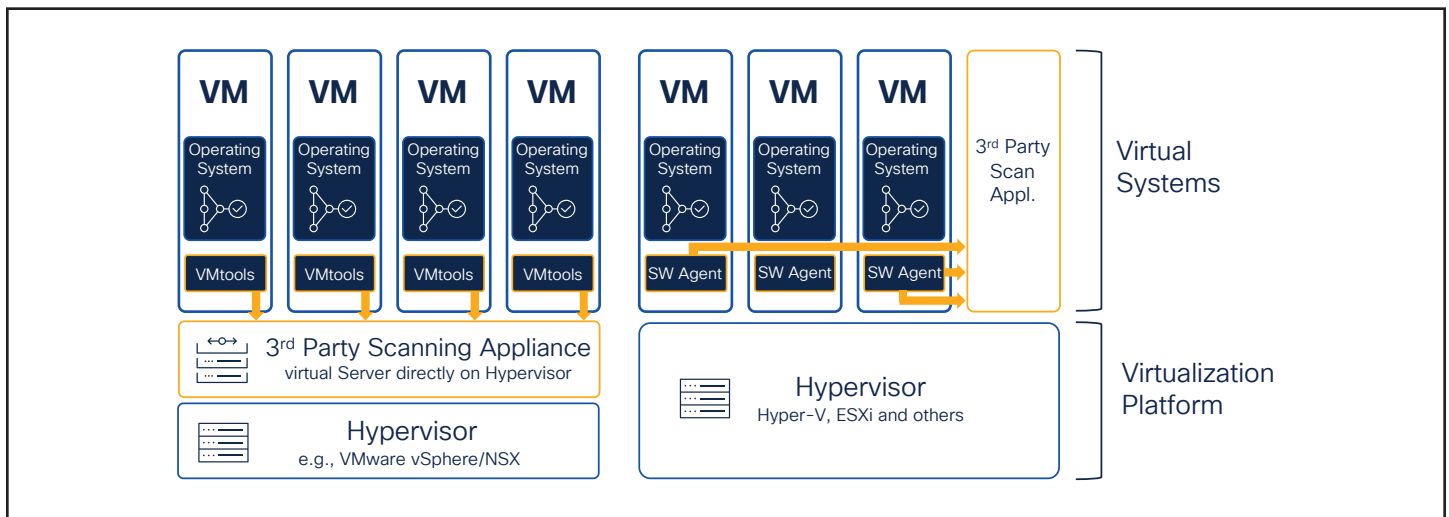 VM
Operating
System
VMtools
VM
Operating
System
VMtools
VM
Operating
System
VMtools
VM
Operating
System
VMtools
3rd Party Scanning Appliance
virtual Server directly on Hypervisor
Hypervisor
e.g., VMware vSphere/NSX
VM
Operating
System
SW Agent
VM
Operating
System
SW Agent
VM
Operating
System
SW Agent
3rd Party
Scan
Appl.
Hypervisor
Hyper-V, ESXi and others
Virtual
Systems
Virtualization
Platform